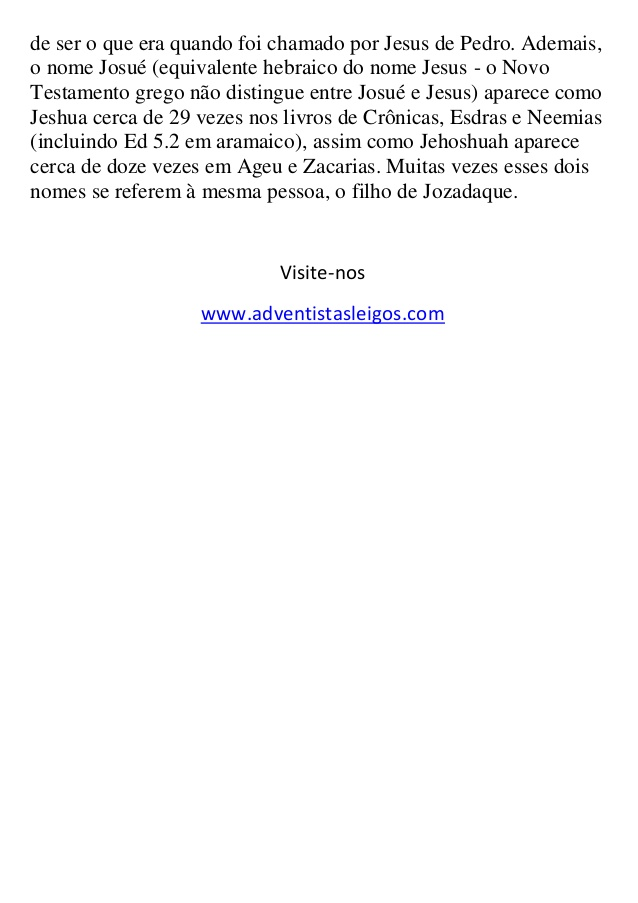 de ser o que era quando foi chamado por Jesus de Pedro. Ademais,
o nome Josué (equivalente hebraico do nome Jesus - o Novo
Testamento grego não distingue entre Josué e Jesus) aparece como
Jeshua cerca de 29 vezes nos livros de Crônicas, Esdras e Neemias
(incluindo Ed 5.2 em aramaico), assim como Jehoshuah aparece
cerca de doze vezes em Ageu e Zacarias. Muitas vezes esses dois
nomes se referem à mesma pessoa, o filho de Jozadaque.
Visite-nos
www.adventistasleigos.com